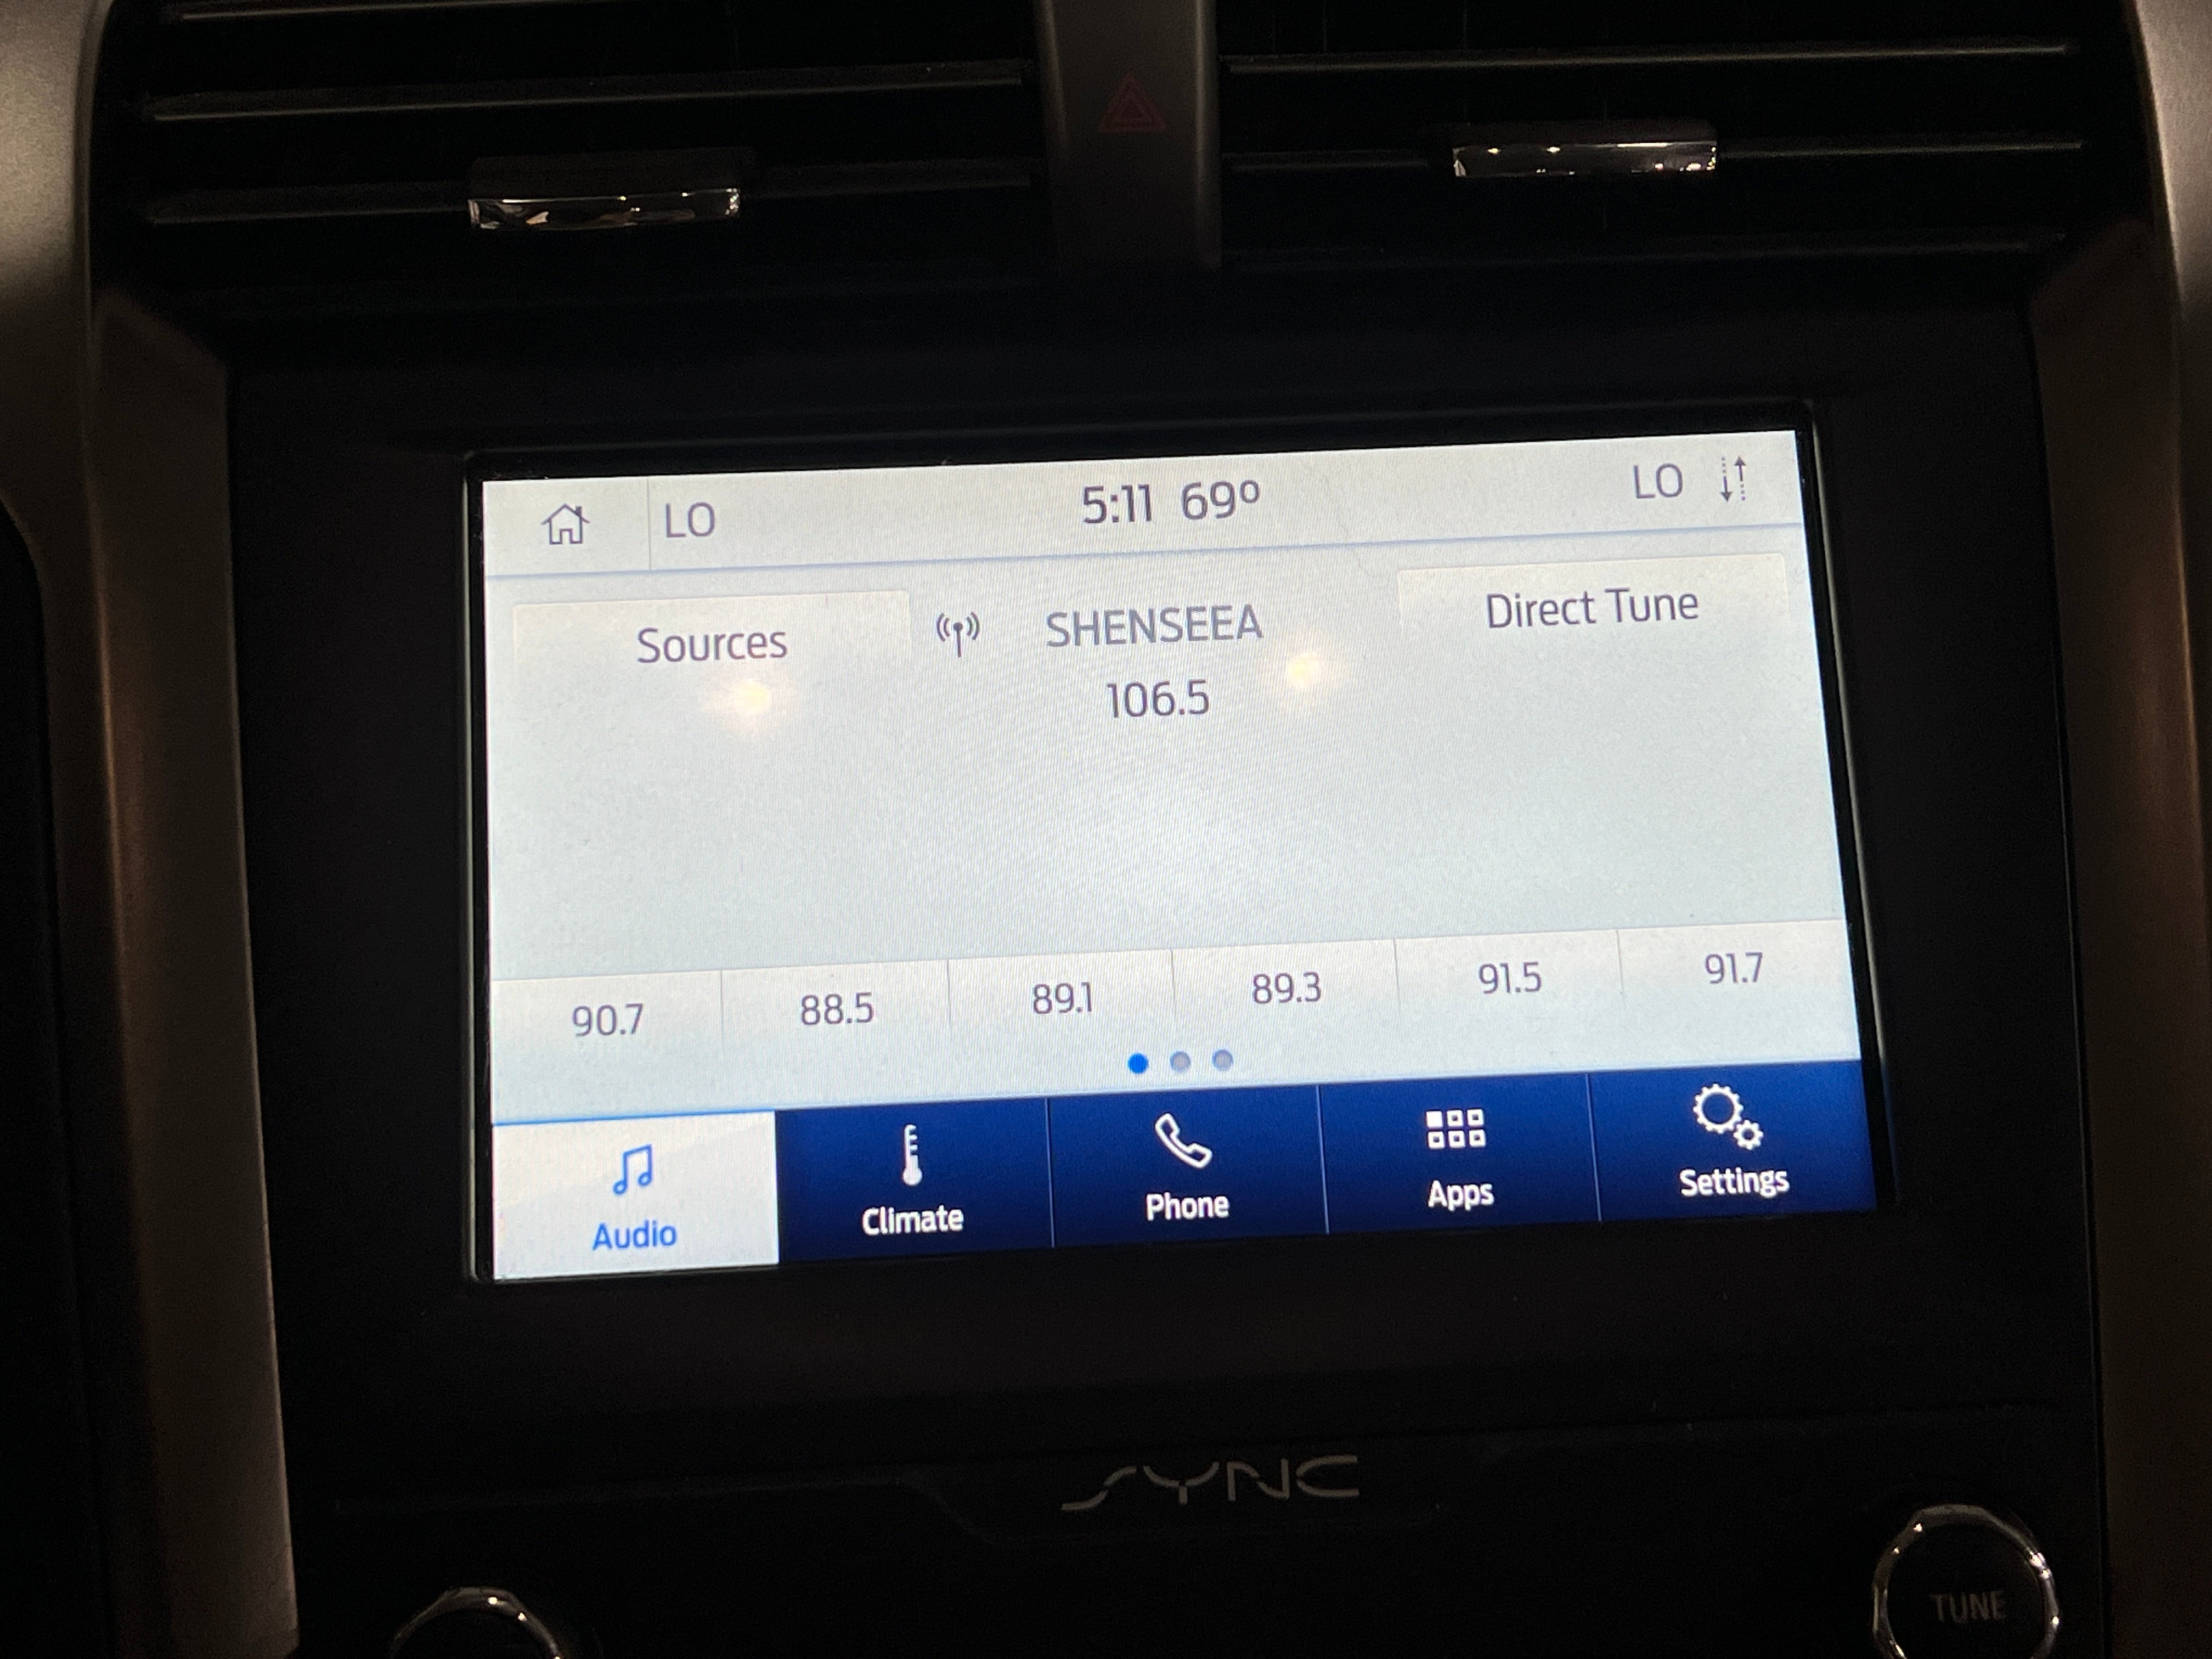 LO 5:11 69° LO
Sources SHENSEEA Direct Tune
106.5
90.7 88.5 89.1 89.3 91.5 91.7
Audio Climate Phone Apps Settings
SYNC
TUNE